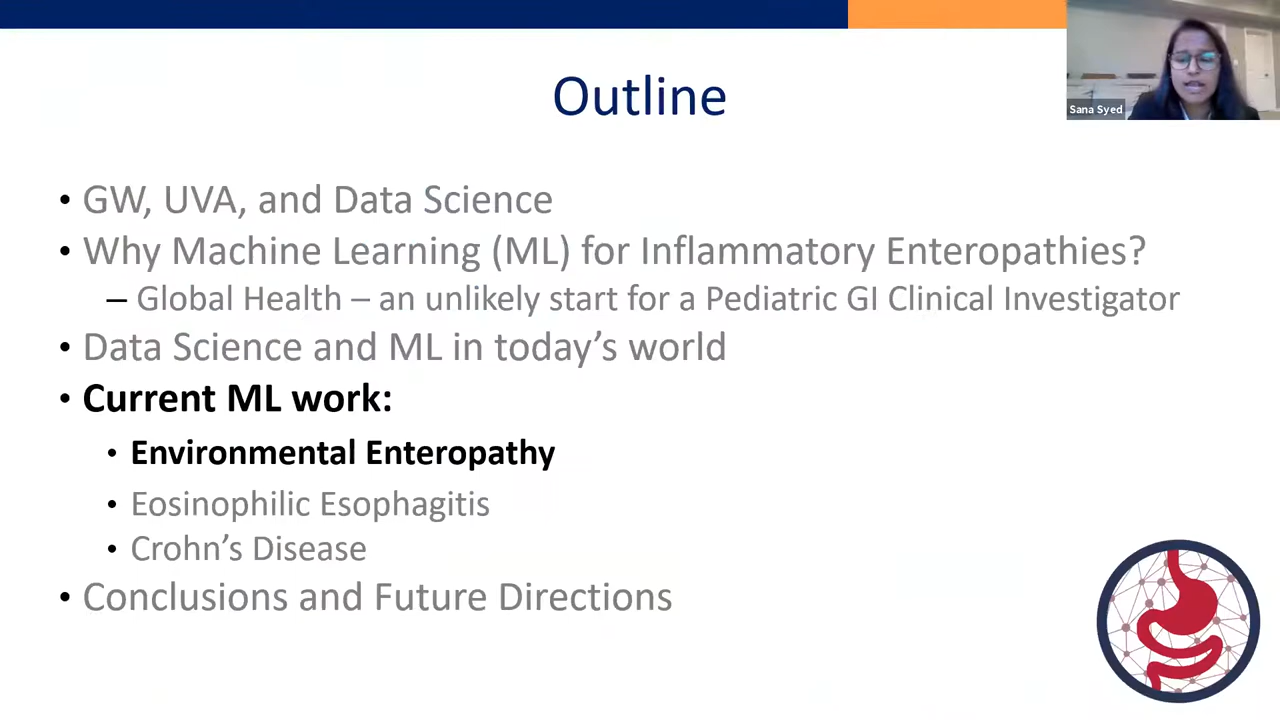 Outline
Sana Syed
• GW, UVA, and Data Science
• Why Machine Learning (ML) for Inflammatory Enteropathies?
– Global Health – an unlikely start for a Pediatric GI Clinical Investigator
• Data Science and ML in today’s world
• Current ML work:
• Environmental Enteropathy
• Eosinophilic Esophagitis
• Crohn’s Disease
• Conclusions and Future Directions